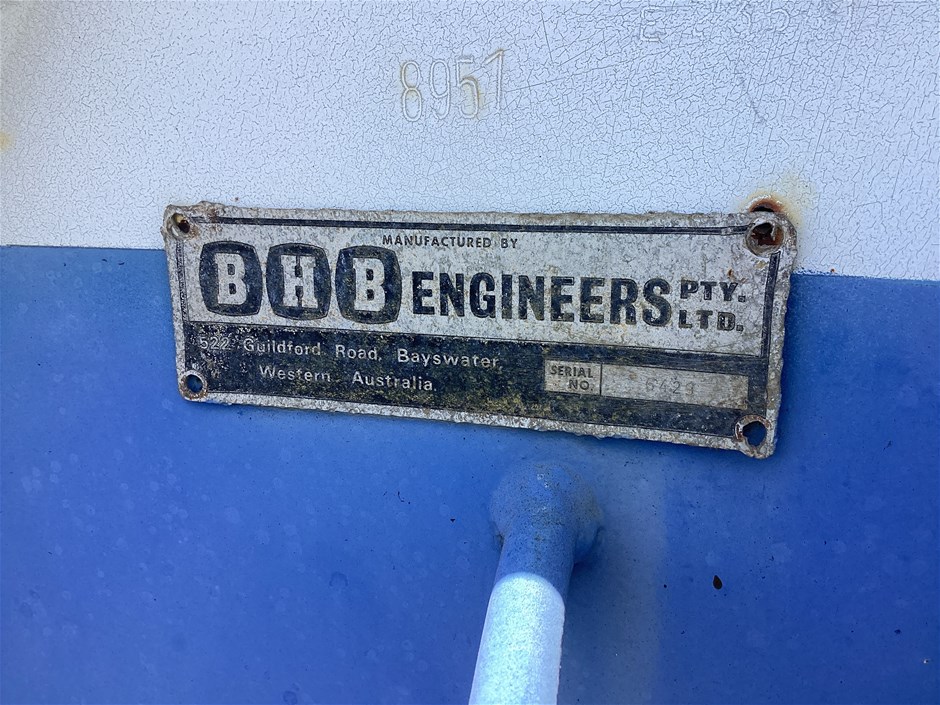 8951
MANUFACTURED BY
BHB ENGINEERS PTY. LTD.
522 Guildford Road, Bayswater,
Western Australia.
SERIAL NO.